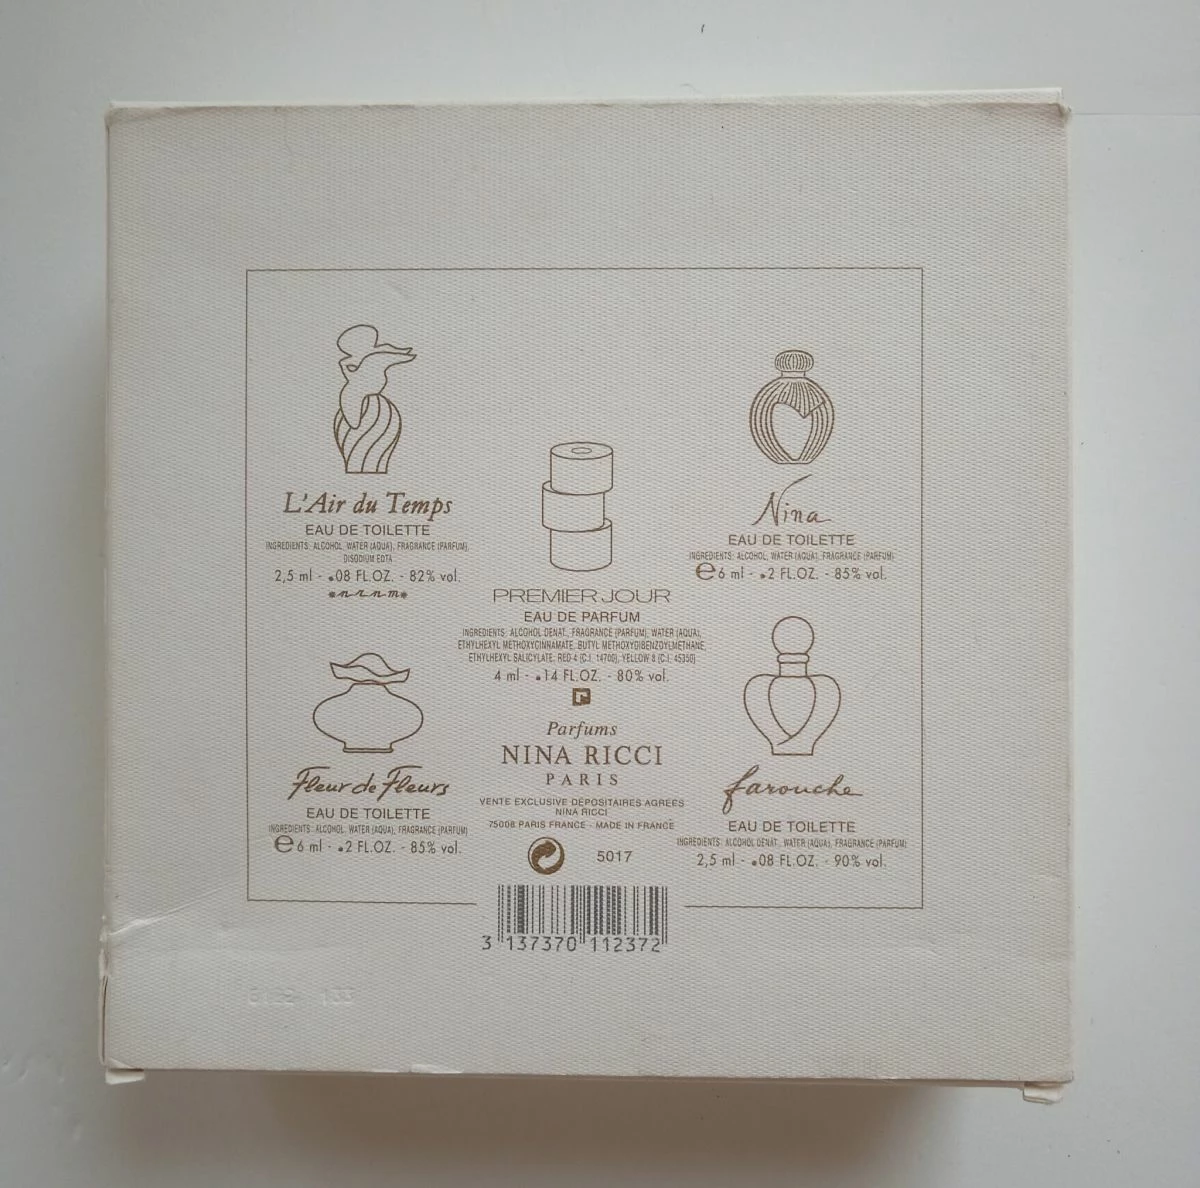 L'Air du Temps
EAU DE TOILETTE
INGREDIENTS: ALCOHOL, WATER (AQUA), FRAGRANCE (PARFUM),
DISODIUM EDTA
2,5 ml - .08 FL.OZ. - 82% vol.
*nrnm*
Nina
EAU DE TOILETTE
INGREDIENTS: ALCOHOL, WATER (AQUA), FRAGRANCE (PARFUM)
e6 ml - .2 FL.OZ. - 85% vol.
PREMIER JOUR
EAU DE PARFUM
INGREDIENTS: ALCOHOL DENAT., FRAGRANCE (PARFUM), WATER (AQUA),
ETHYLHEXYL METHOXYCINNAMATE, BUTYL METHOXYDIBENZOYLMETHANE,
ETHYLHEXYL SALICYLATE, RED 4 (C.I. 14700), YELLOW 8 (C.I. 45350)
4 ml - .14 FL.OZ. - 80% vol.
Fleur de Fleurs
EAU DE TOILETTE
INGREDIENTS: ALCOHOL, WATER (AQUA), FRAGRANCE (PARFUM)
e6 ml - .2 FL.OZ. - 85% vol.
Parfums
NINA RICCI
PARIS
VENTE EXCLUSIVE DÉPOSITAIRES AGRÉÉS
NINA RICCI
75008 PARIS FRANCE - MADE IN FRANCE
5017
farouche
EAU DE TOILETTE
INGREDIENTS: ALCOHOL DENAT., WATER (AQUA), FRAGRANCE (PARFUM)
2,5 ml - .08 FL.OZ. - 90% vol.
3 137370 112372